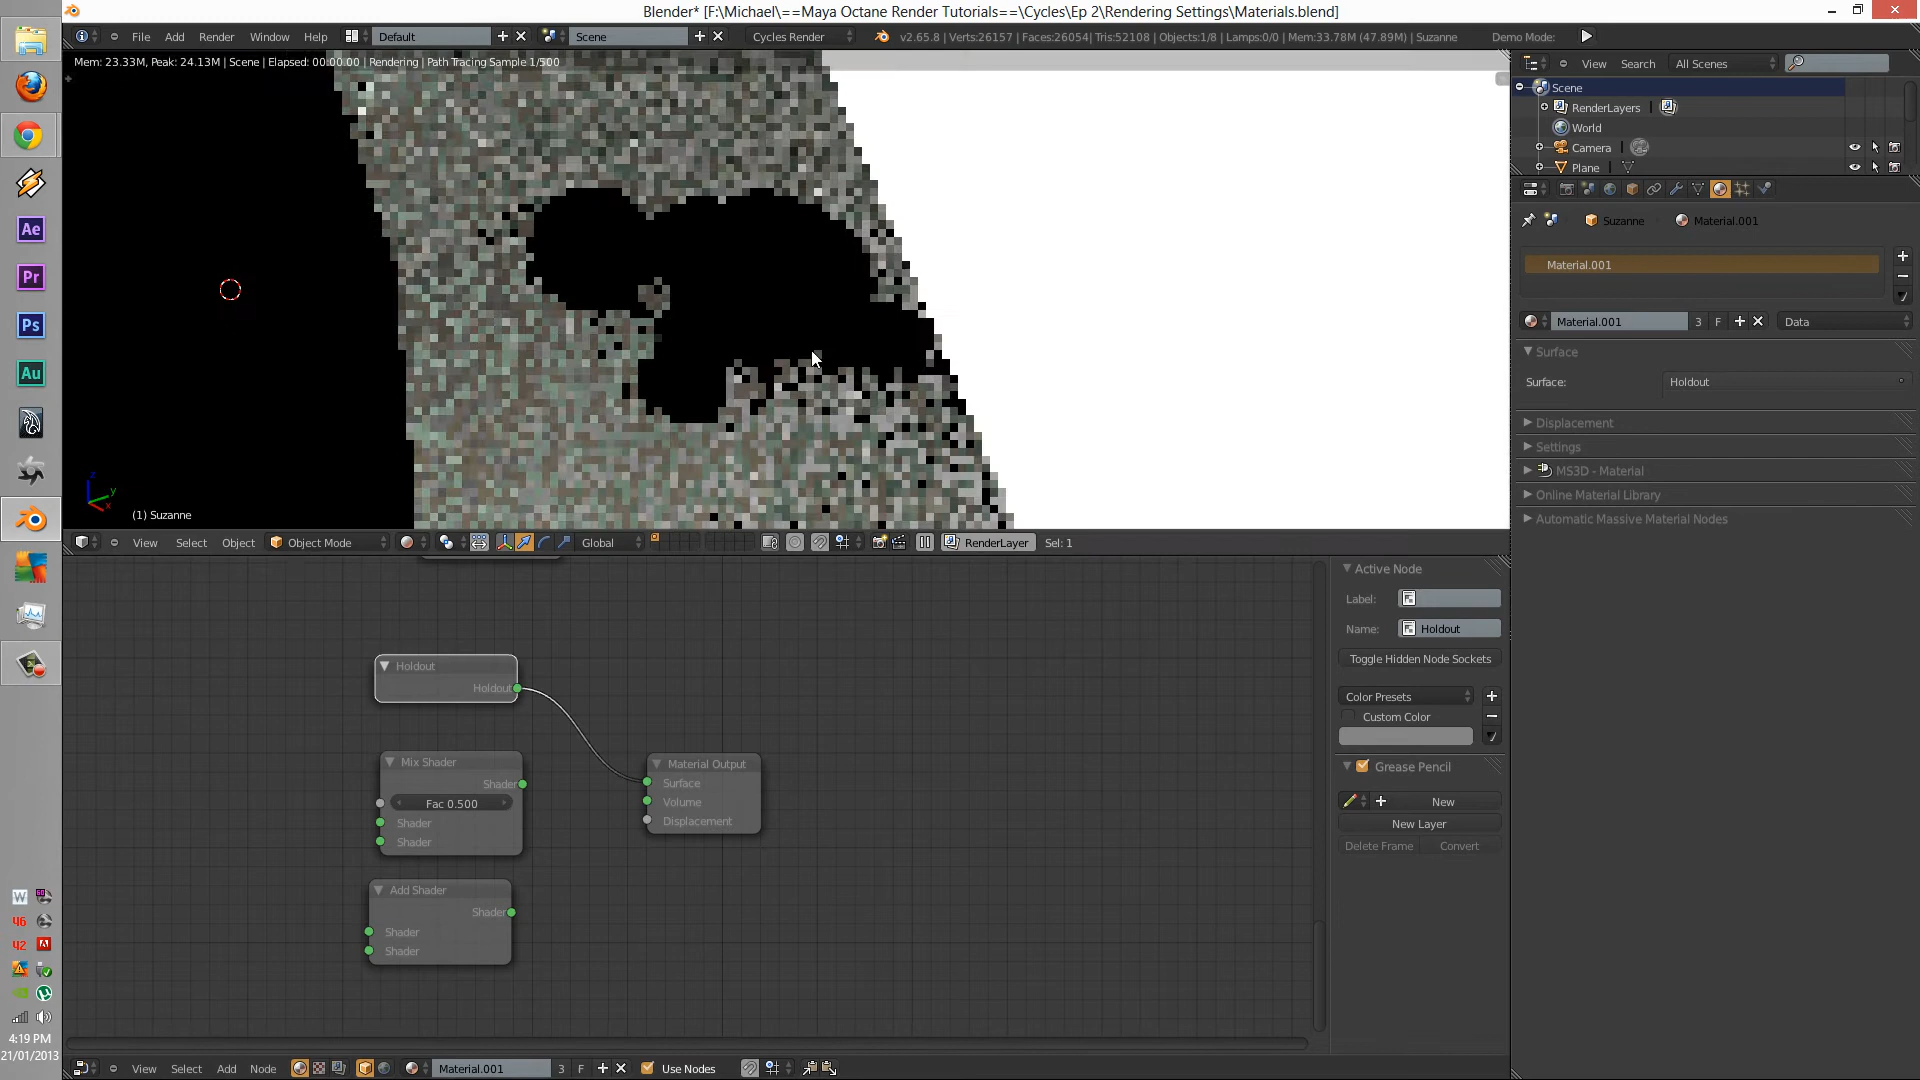 Blender* [F:\Michael\==Maya Octane Render Tutorials==\Cycles\Ep 2\Rendering Settings\Materials.blend]
File Add Render Window Help Default Scene Cycles Render v2.65.8 | Verts:26157 | Faces:26054| Tris:52108 | Objects:1/8 | Lamps:0/0 | Mem:33.78M (47.89M) | Suzanne Demo Mode:
Mem: 23.33M, Peak: 24.13M | Scene | Elapsed: 00:00.00 | Rendering | Path Tracing Sample 1/500
View Search All Scenes
Scene
RenderLayers |
World
Camera
Plane
Suzanne Material.001
Material.001
Material.001 3 F Data
Surface
Surface: Holdout
Displacement
Settings
MS3D - Material
Online Material Library
Automatic Massive Material Nodes
z
y
x
(1) Suzanne
View Select Object Object Mode Global RenderLayer Sel: 1
Holdout
Holdout
Mix Shader
Shader
Fac 0.500
Shader
Shader
Add Shader
Shader
Shader
Shader
Material Output
Surface
Volume
Displacement
Active Node
Label:
Name: Holdout
Toggle Hidden Node Sockets
Color Presets
Custom Color
Grease Pencil
New
New Layer
Delete Frame Convert
View Select Add Node Material.001 3 F Use Nodes
Ae
Pr
Ps
Au
W
46
42
4:19 PM
21/01/2013